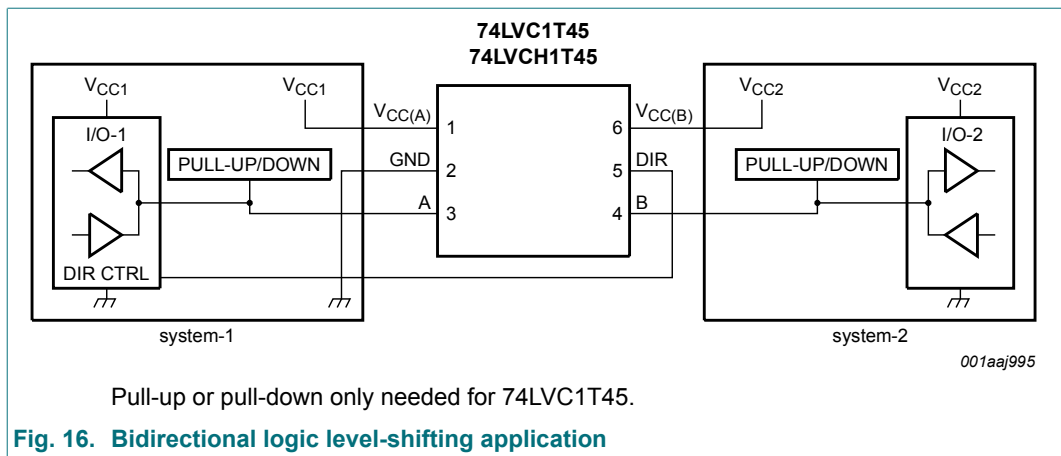 74LVC1T45
74LVCH1T45
VCC1
VCC1
VCC(A)
VCC(B)
VCC2
VCC2
I/O-1
1
6
I/O-2
PULL-UP/DOWN
GND
2
5
DIR
PULL-UP/DOWN
A
3
4
B
DIR CTRL
system-1
system-2
001aaj995
Pull-up or pull-down only needed for 74LVC1T45.
Fig. 16. Bidirectional logic level-shifting application